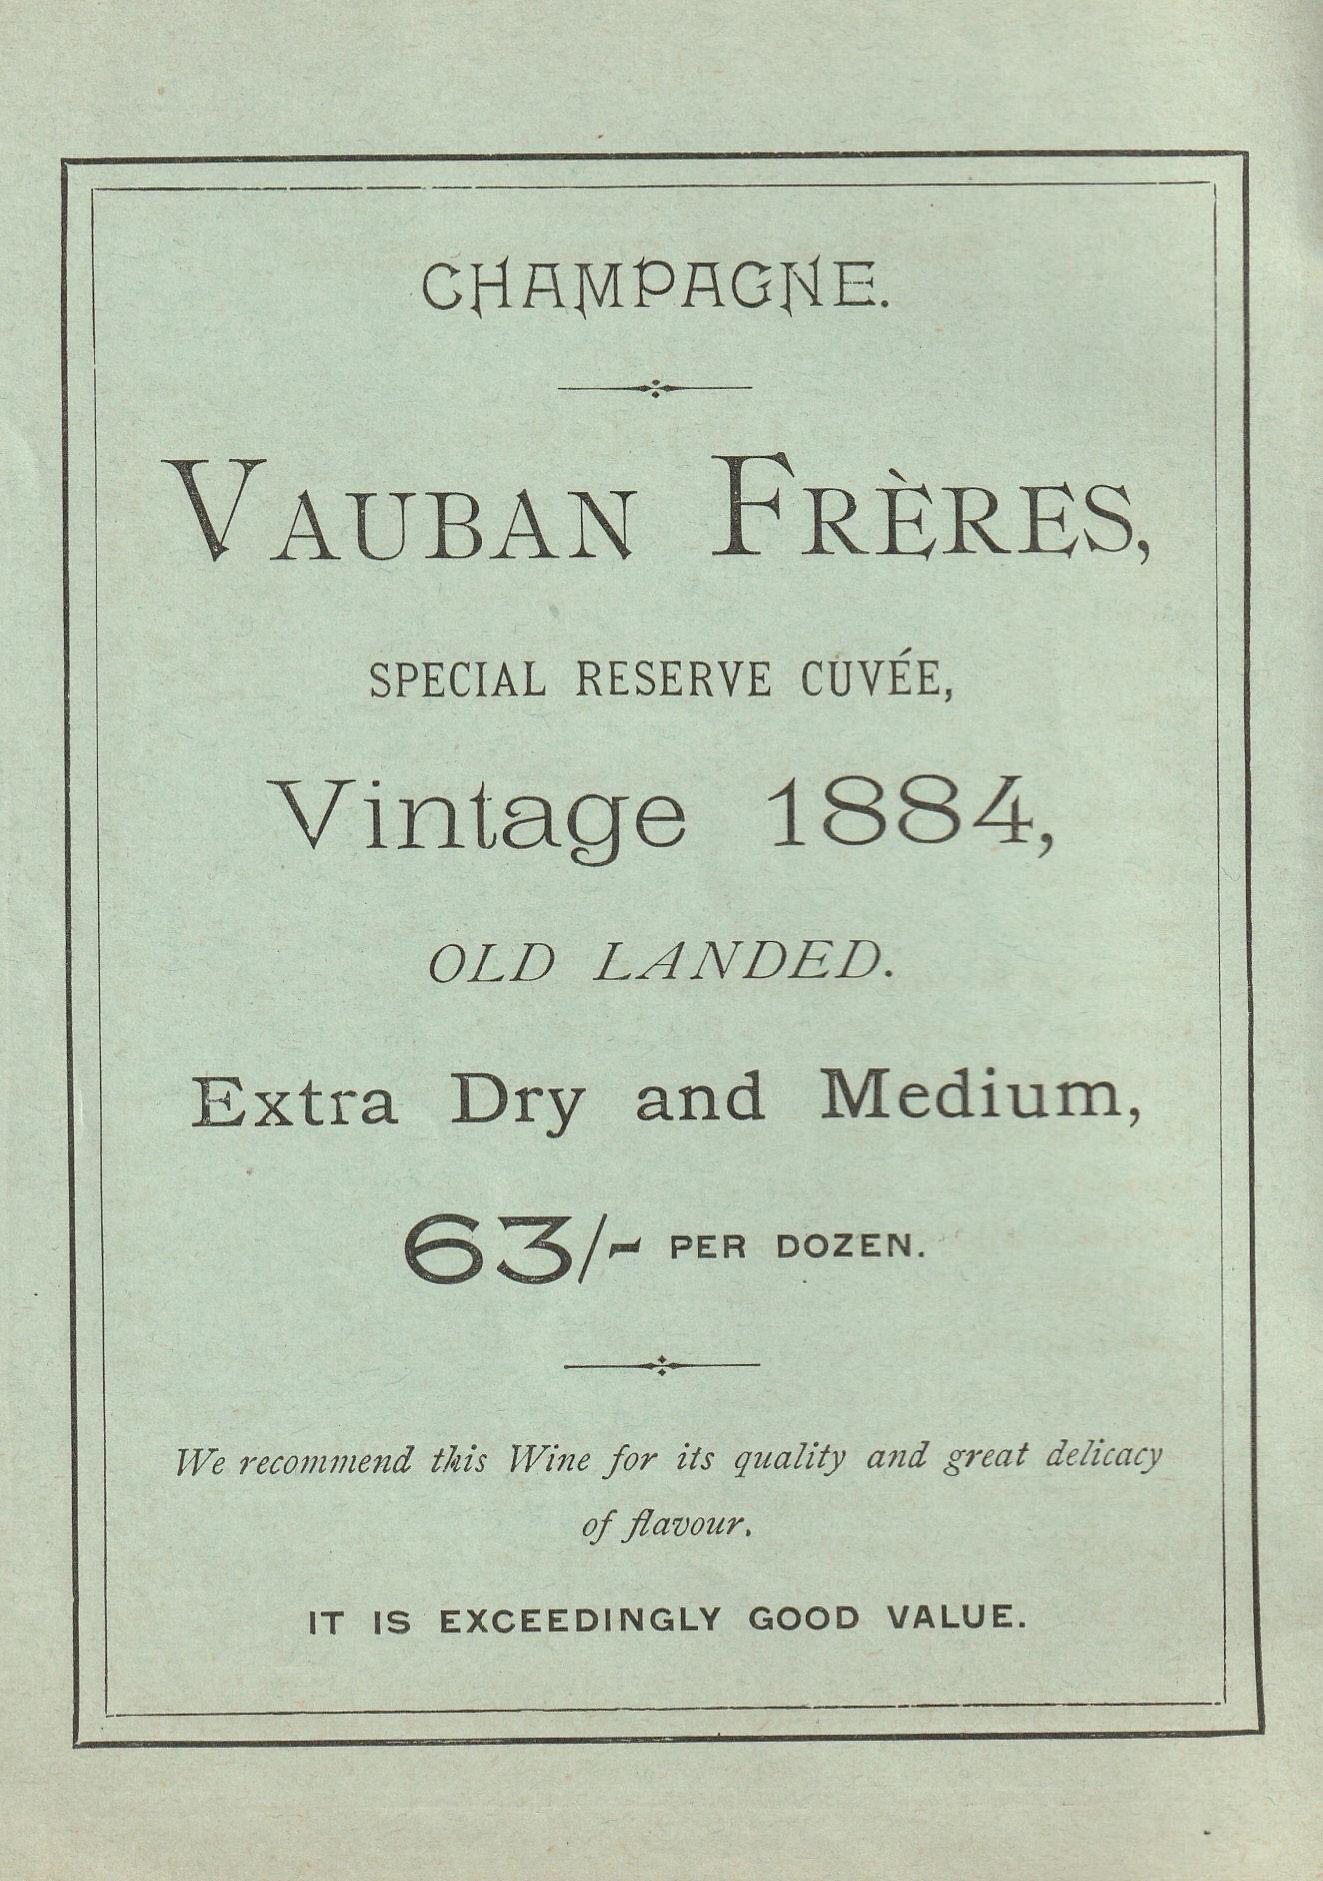 CHAMPAGNE.
VAUBAN FRÈRES,
SPECIAL RESERVE CUVÉE,
Vintage 1884,
OLD LANDED.
Extra Dry and Medium,
63/- PER DOZEN.
We recommend this Wine for its quality and great delicacy
of flavour.
IT IS EXCEEDINGLY GOOD VALUE.